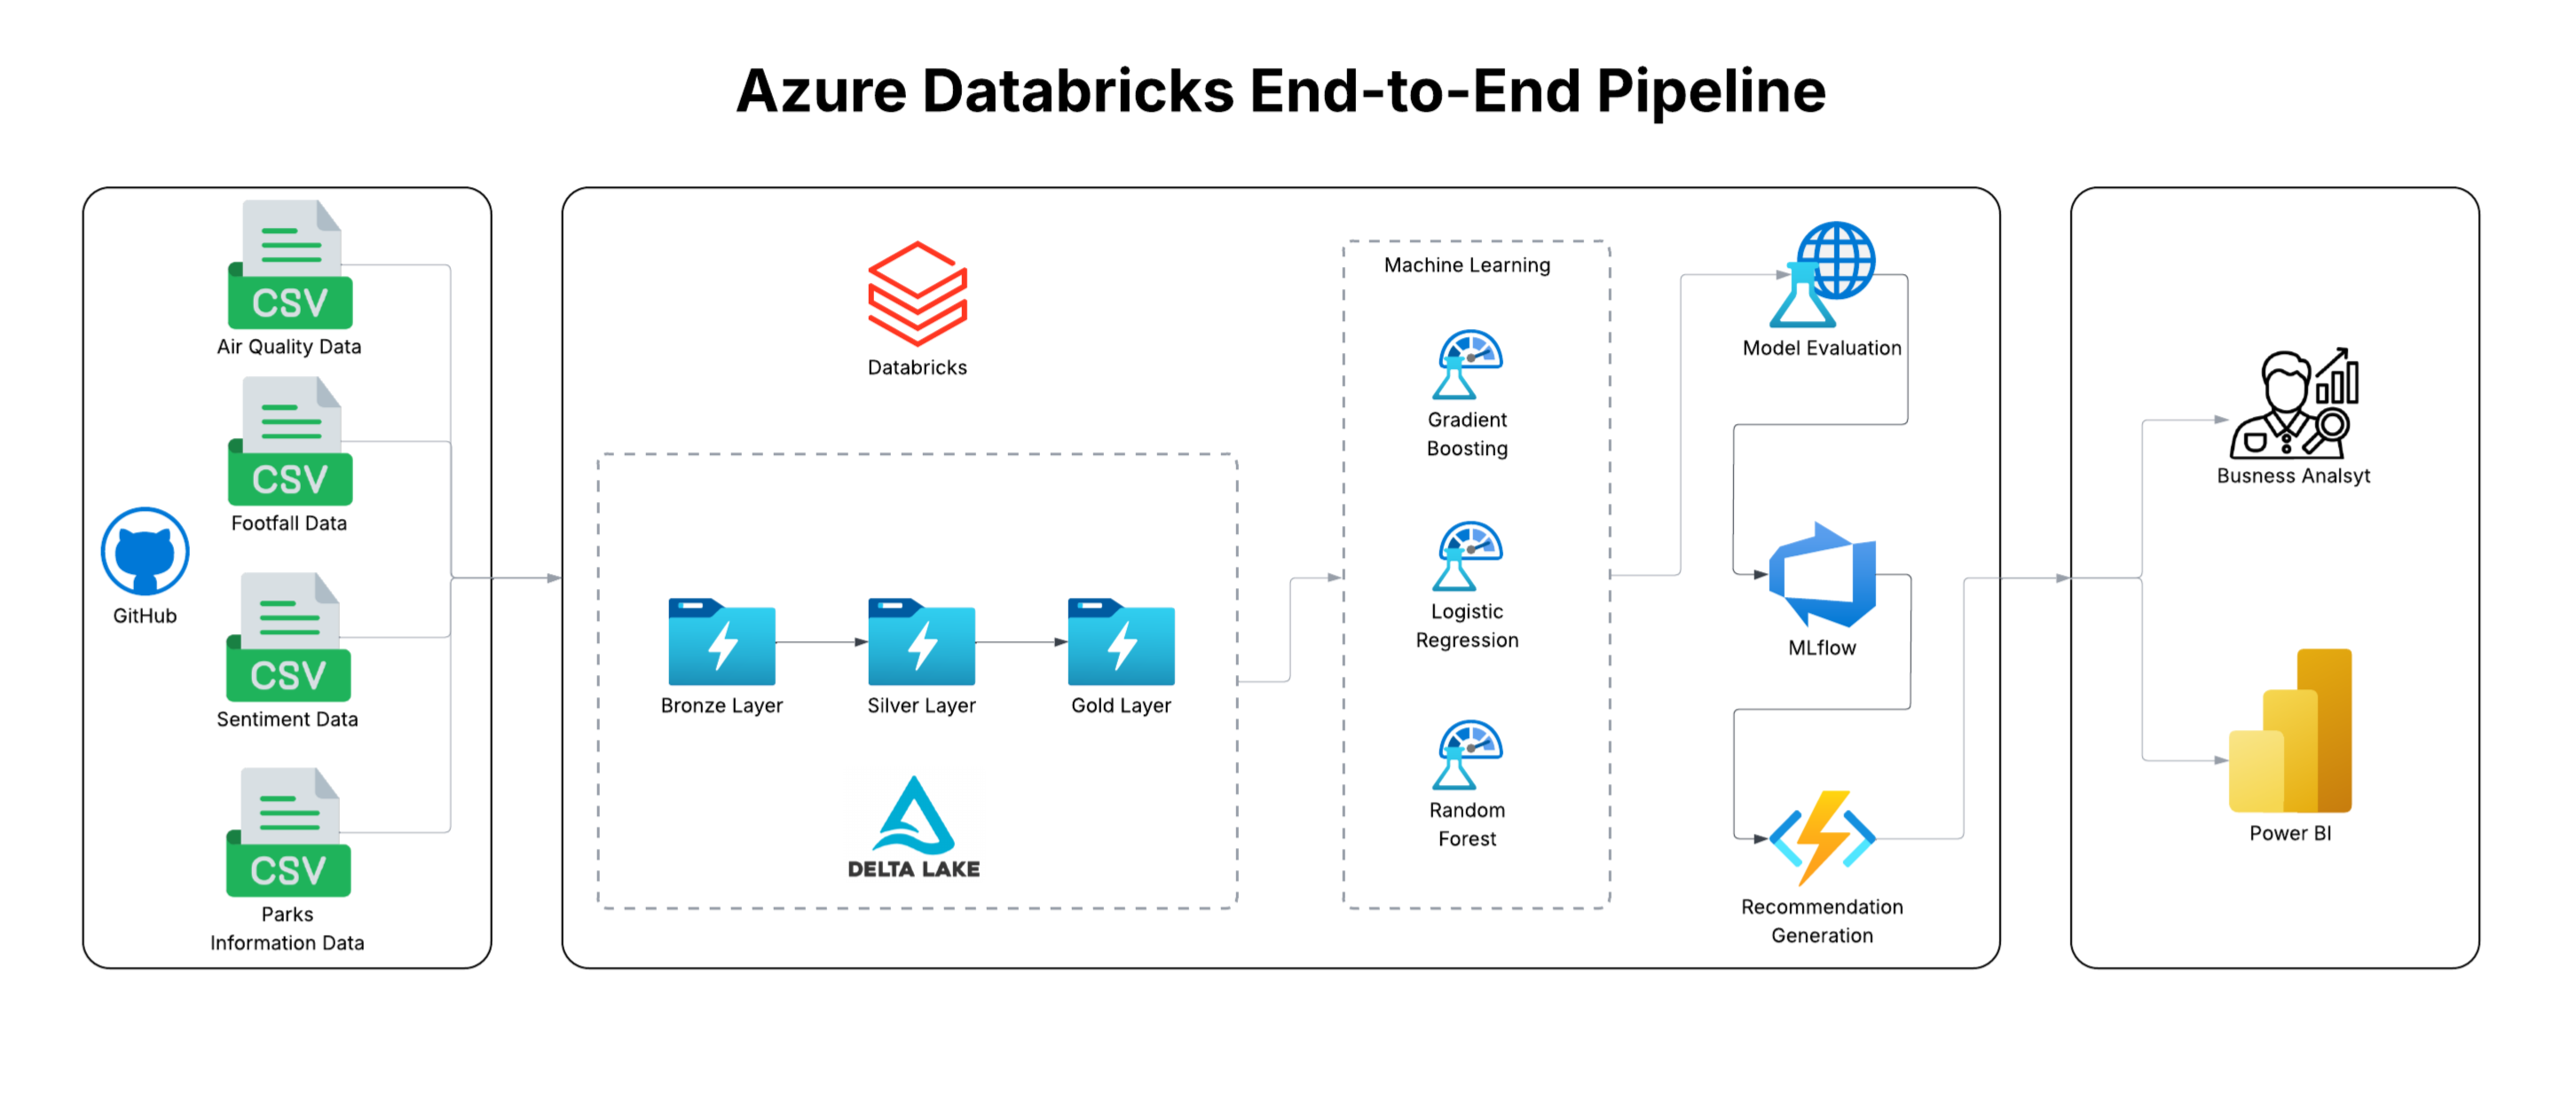 Azure Databricks End-to-End Pipeline
CSV
Air Quality Data
CSV
Footfall Data
GitHub
CSV
Sentiment Data
CSV
Parks
Information Data
Databricks
Bronze Layer
Silver Layer
Gold Layer
DELTA LAKE
Machine Learning
Gradient
Boosting
Logistic
Regression
Random
Forest
Model Evaluation
MLflow
Recommendation
Generation
Busness Analsyt
Power BI